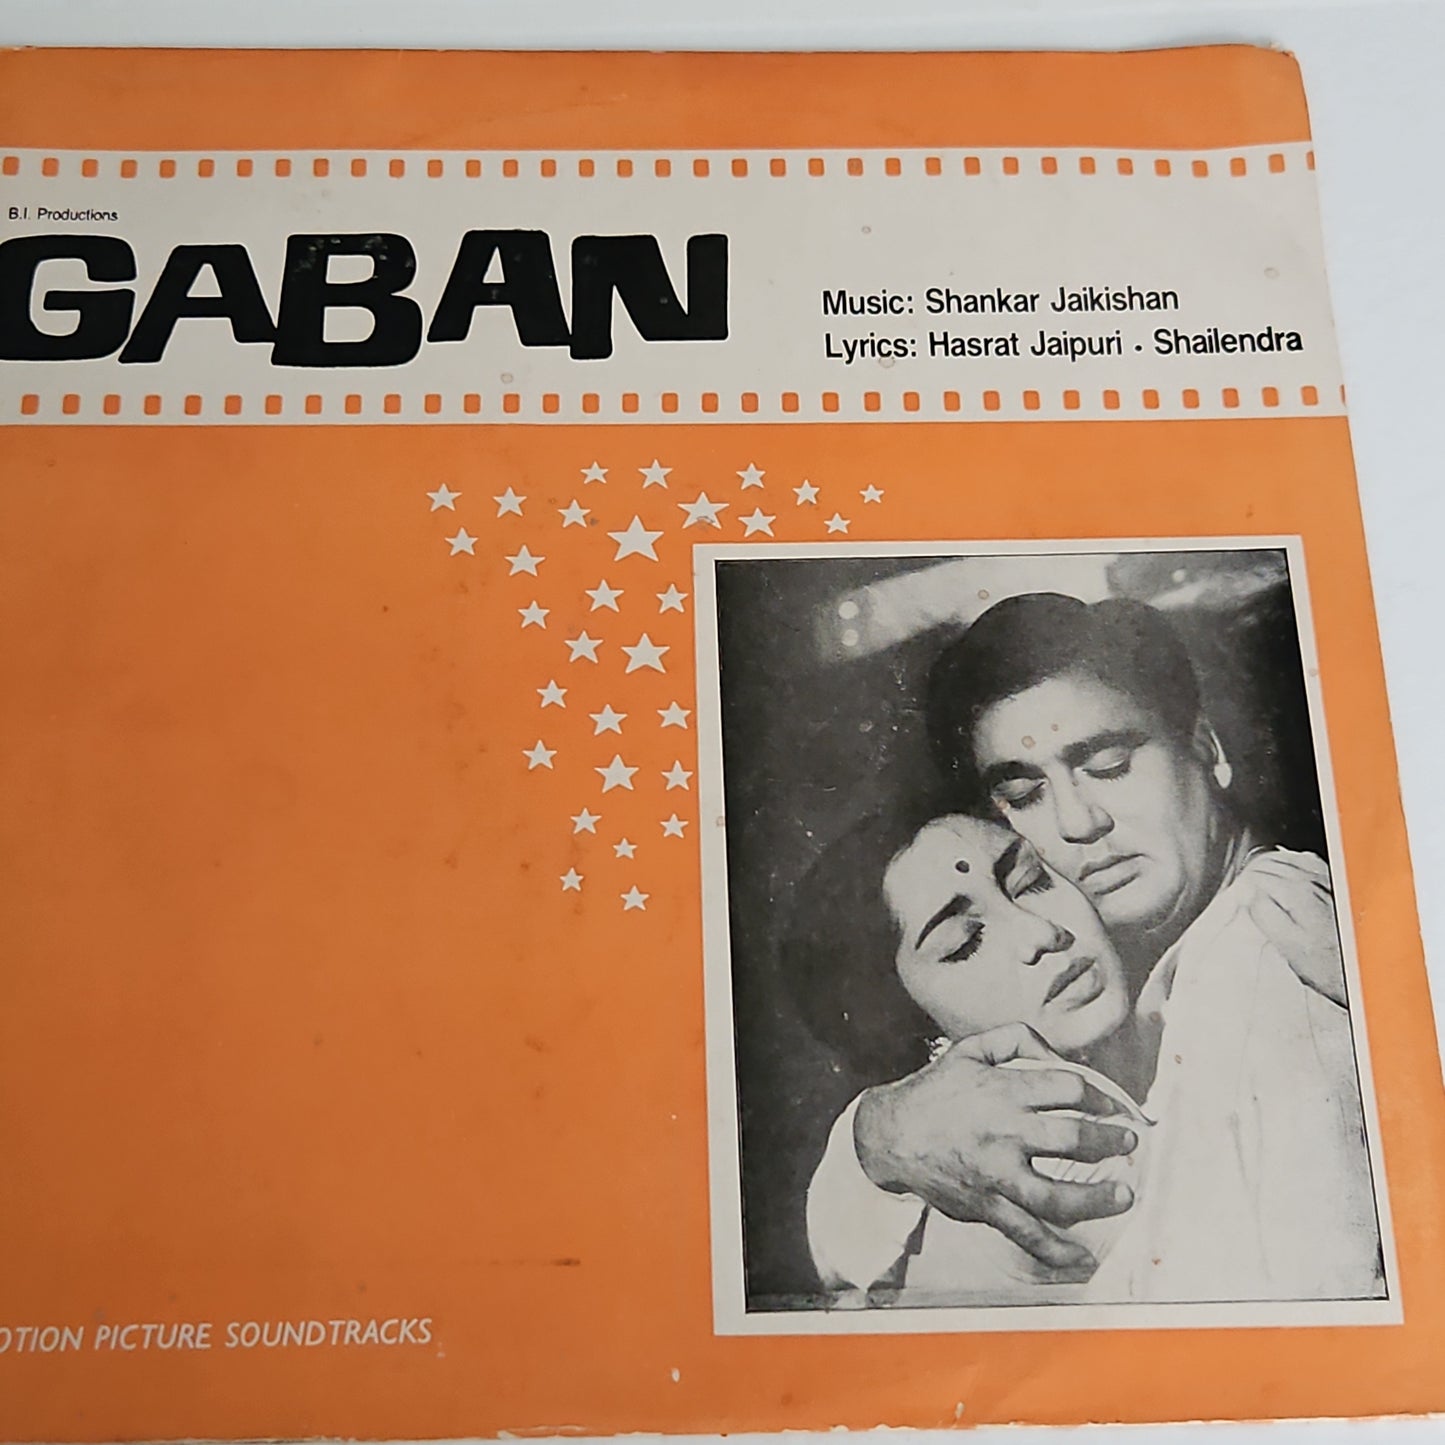 B.I. Productions
GABAN
Music: Shankar Jaikishan
Lyrics: Hasrat Jaipuri . Shailendra
OTION PICTURE SOUNDTRACKS